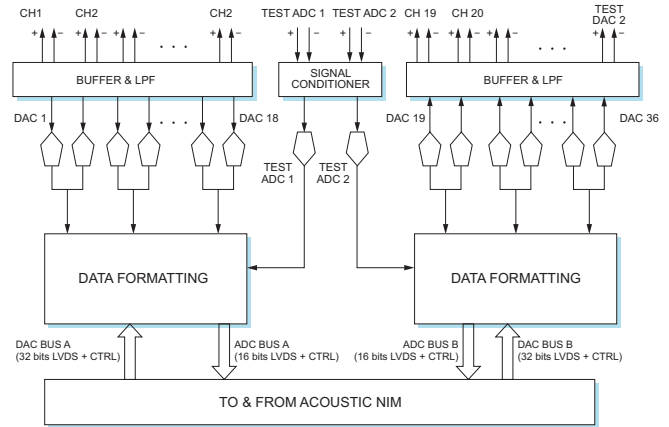 CH1 CH2 CH2 TEST ADC 1 TEST ADC 2 CH 19 CH 20 TEST DAC 2
+ − + − + − + − + − + − + − + − + − + − + −
. . . . . .
BUFFER & LPF
SIGNAL CONDITIONER
BUFFER & LPF
DAC 1 . . . DAC 18 DAC 19 . . . DAC 36
TEST ADC 1
TEST ADC 2
DATA FORMATTING
DATA FORMATTING
DAC BUS A
(32 bits LVDS + CTRL)
ADC BUS A
(16 bits LVDS + CTRL)
ADC BUS B
(16 bits LVDS + CTRL)
DAC BUS B
(32 bits LVDS + CTRL)
TO & FROM ACOUSTIC NIM